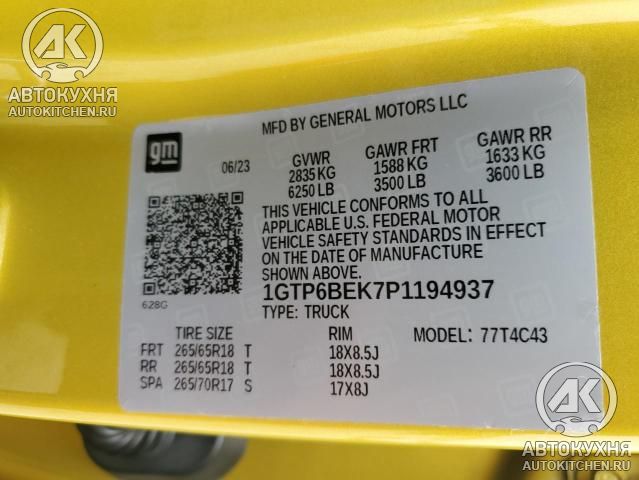 AK
АВТОКУХНЯ
AUTOKITCHEN.RU
MFD BY GENERAL MOTORS LLC
gm
06/23
GVWR GAWR FRT GAWR RR
2835 KG 1588 KG 1633 KG
6250 LB 3500 LB 3600 LB
THIS VEHICLE CONFORMS TO ALL
APPLICABLE U.S. FEDERAL MOTOR
VEHICLE SAFETY STANDARDS IN EFFECT
ON THE DATE OF MANUFACTURE
SHOWN ABOVE.
628G
1GTP6BEK7P1194937
TYPE: TRUCK
TIRE SIZE RIM MODEL: 77T4C43
FRT 265/65R18 T 18X8.5J
RR 265/65R18 T 18X8.5J
SPA 265/70R17 S 17X8J
AK
АВТОКУХНЯ
AUTOKITCHEN.RU